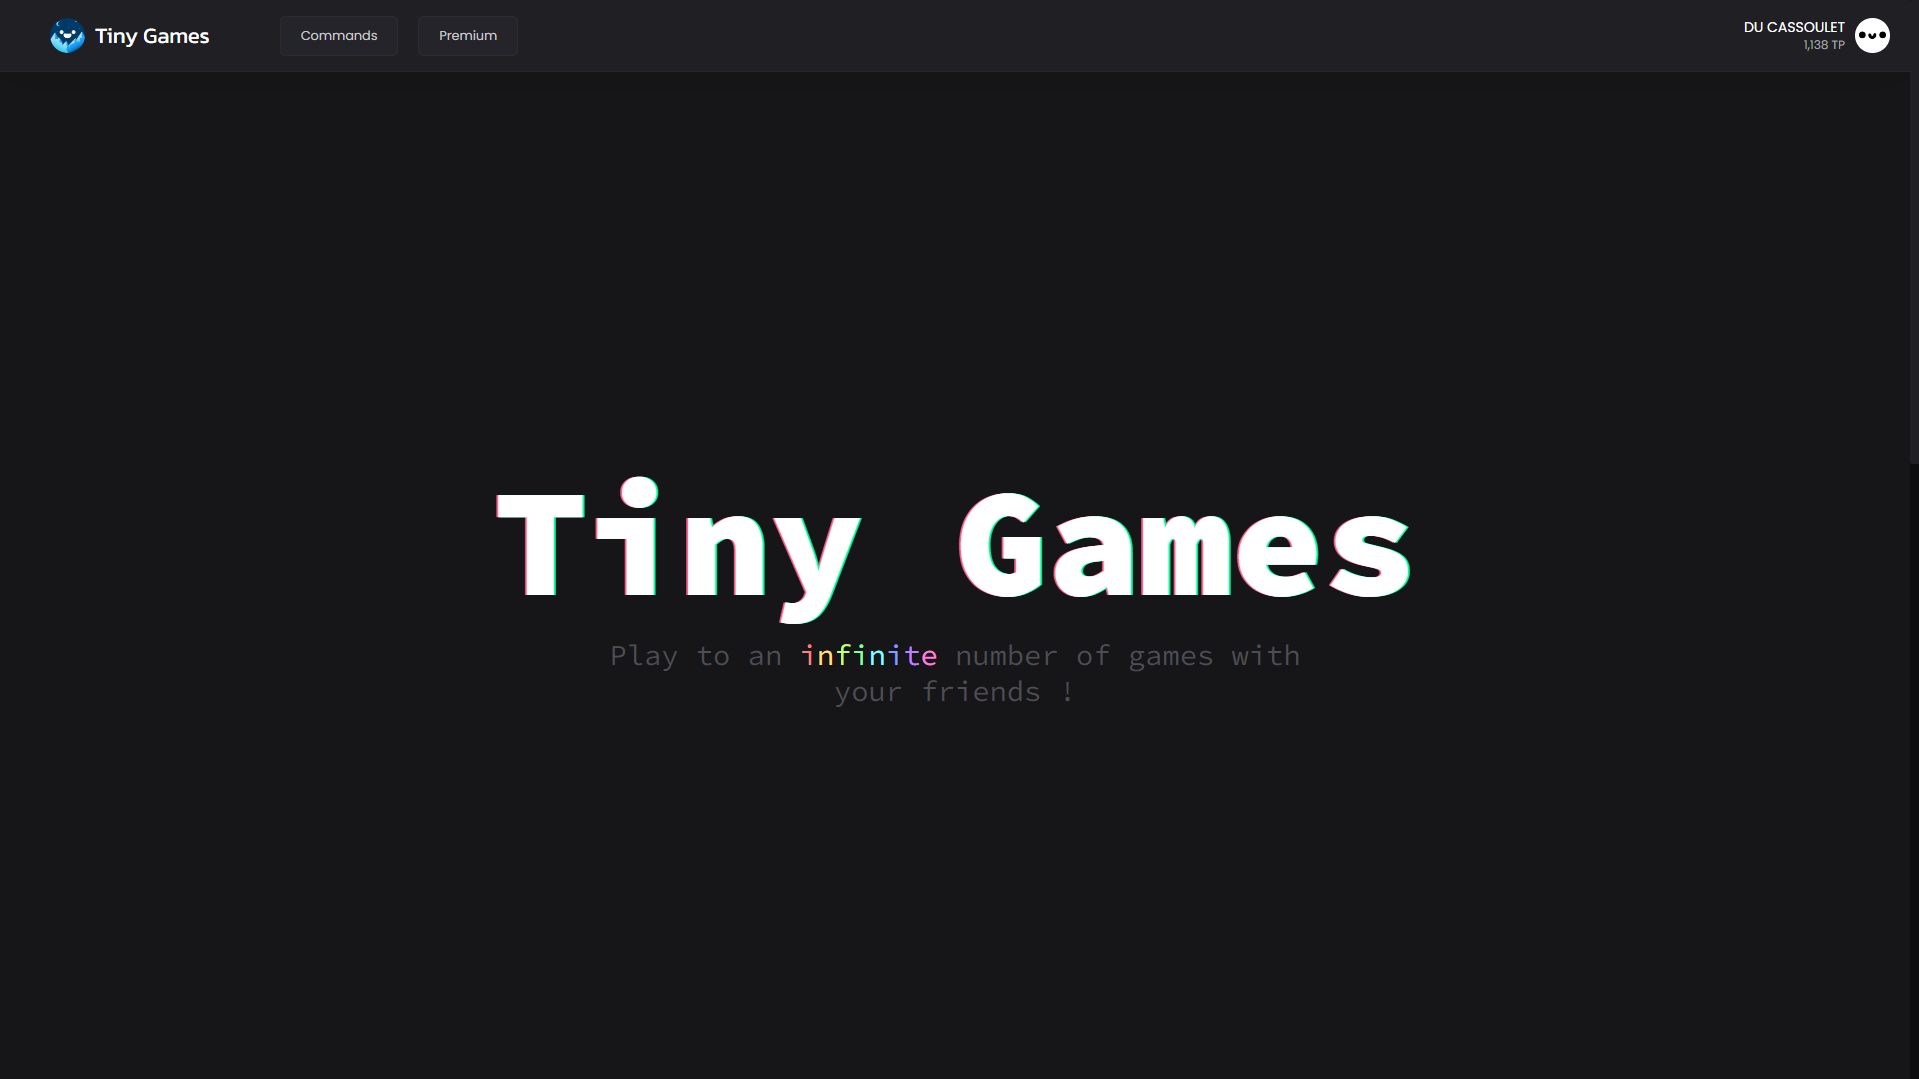 Tiny Games
Commands
Premium
DU CASSOULET
1,138 TP
Tiny Games
Play to an infinite number of games with
your friends !